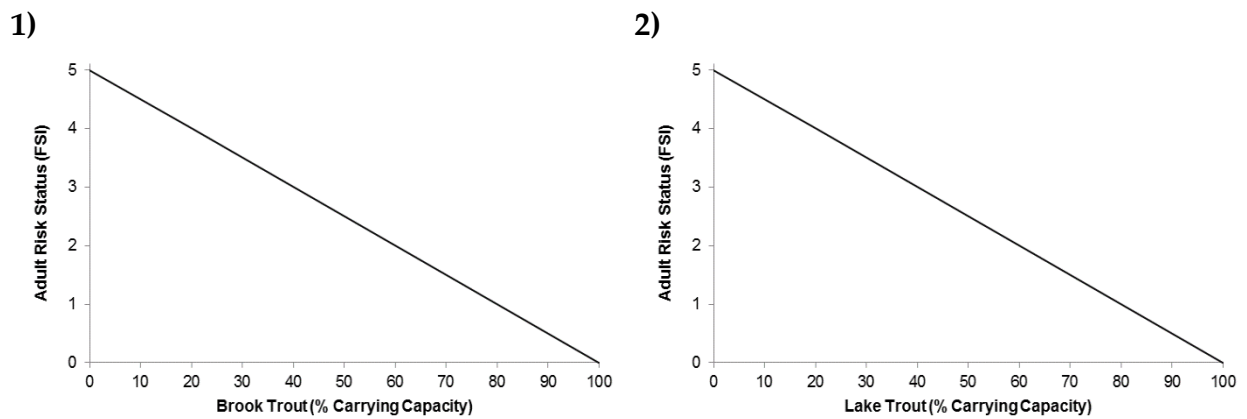 1)
5
4
3
2
1
0
Adult Risk Status (FSI)
0 10 20 30 40 50 60 70 80 90 100
Brook Trout (% Carrying Capacity)
2)
5
4
3
2
1
0
Adult Risk Status (FSI)
0 10 20 30 40 50 60 70 80 90 100
Lake Trout (% Carrying Capacity)